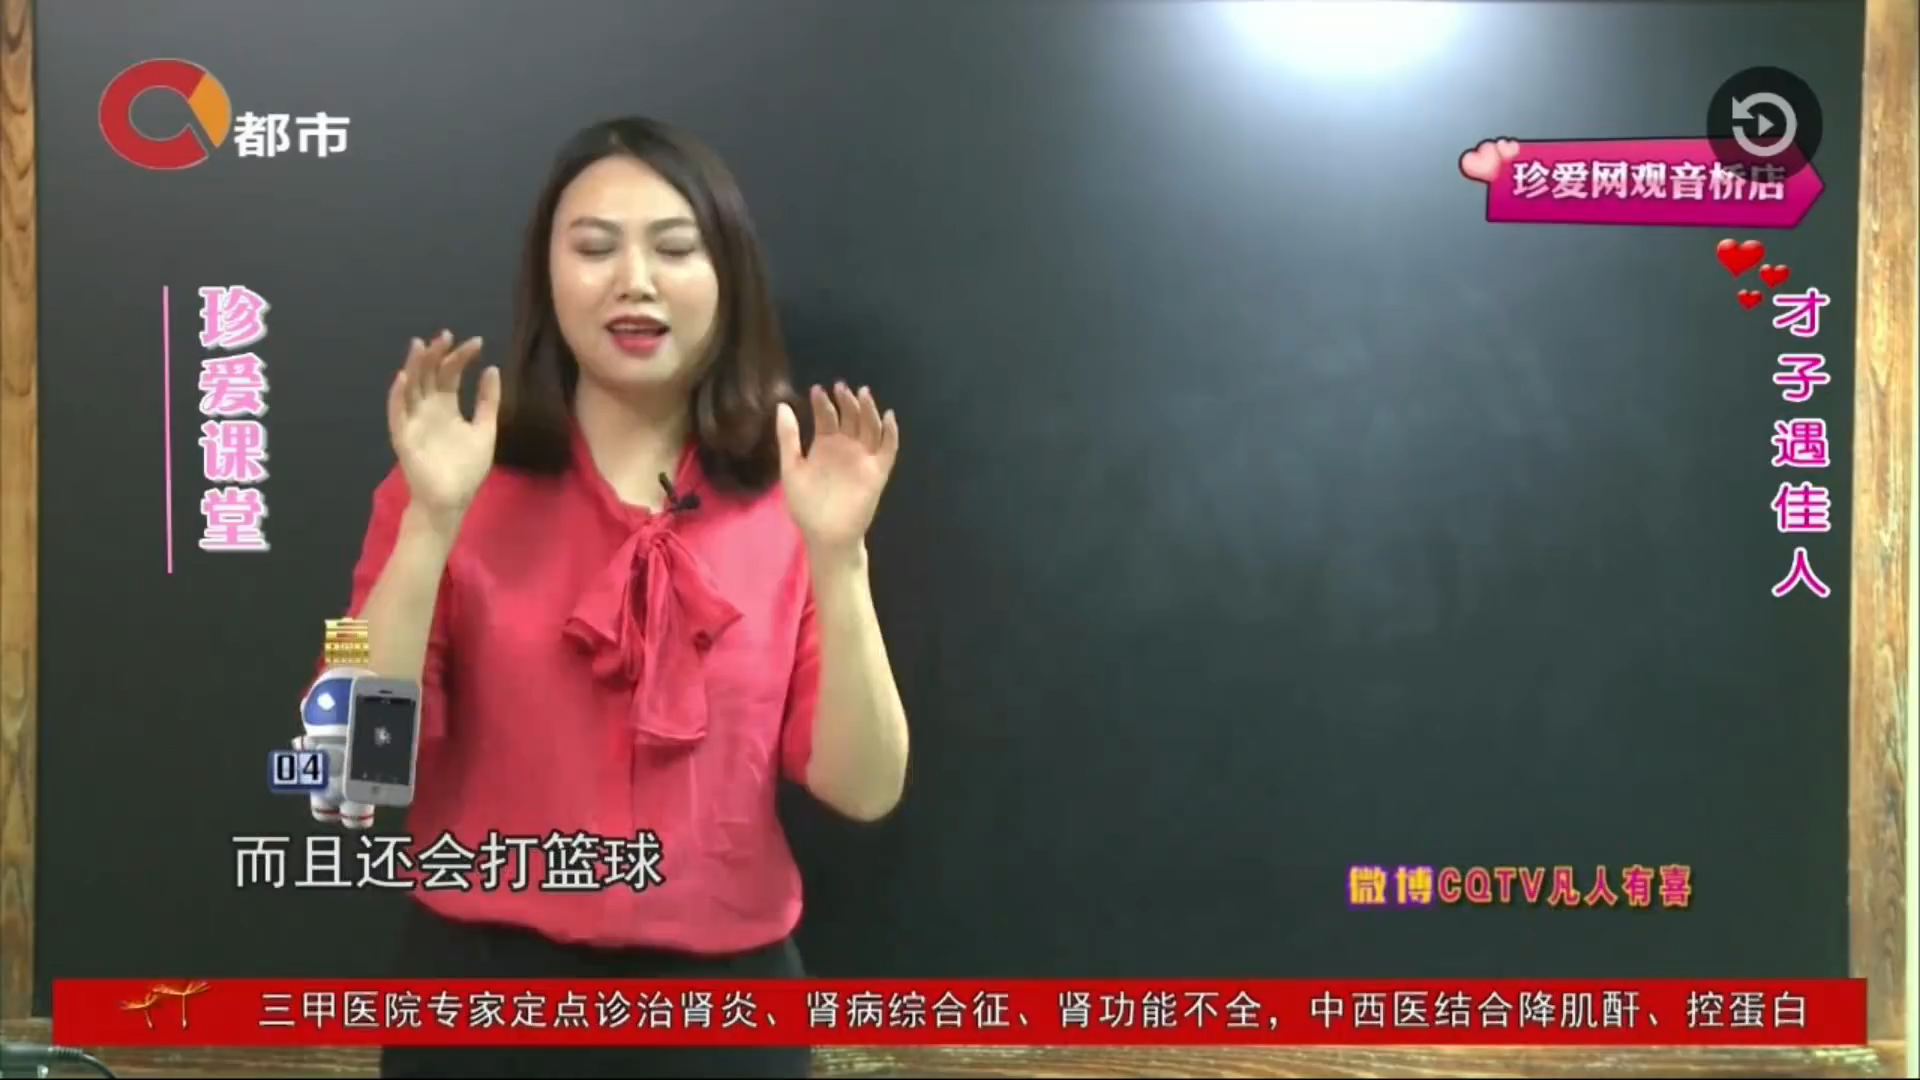 都市
珍爱网观音桥店
珍爱课堂
才子遇佳人
04
而且还会打篮球
微博CQTV凡人有喜
三甲医院专家定点诊治肾炎、肾病综合征、肾功能不全，中西医结合降肌酐、控蛋白